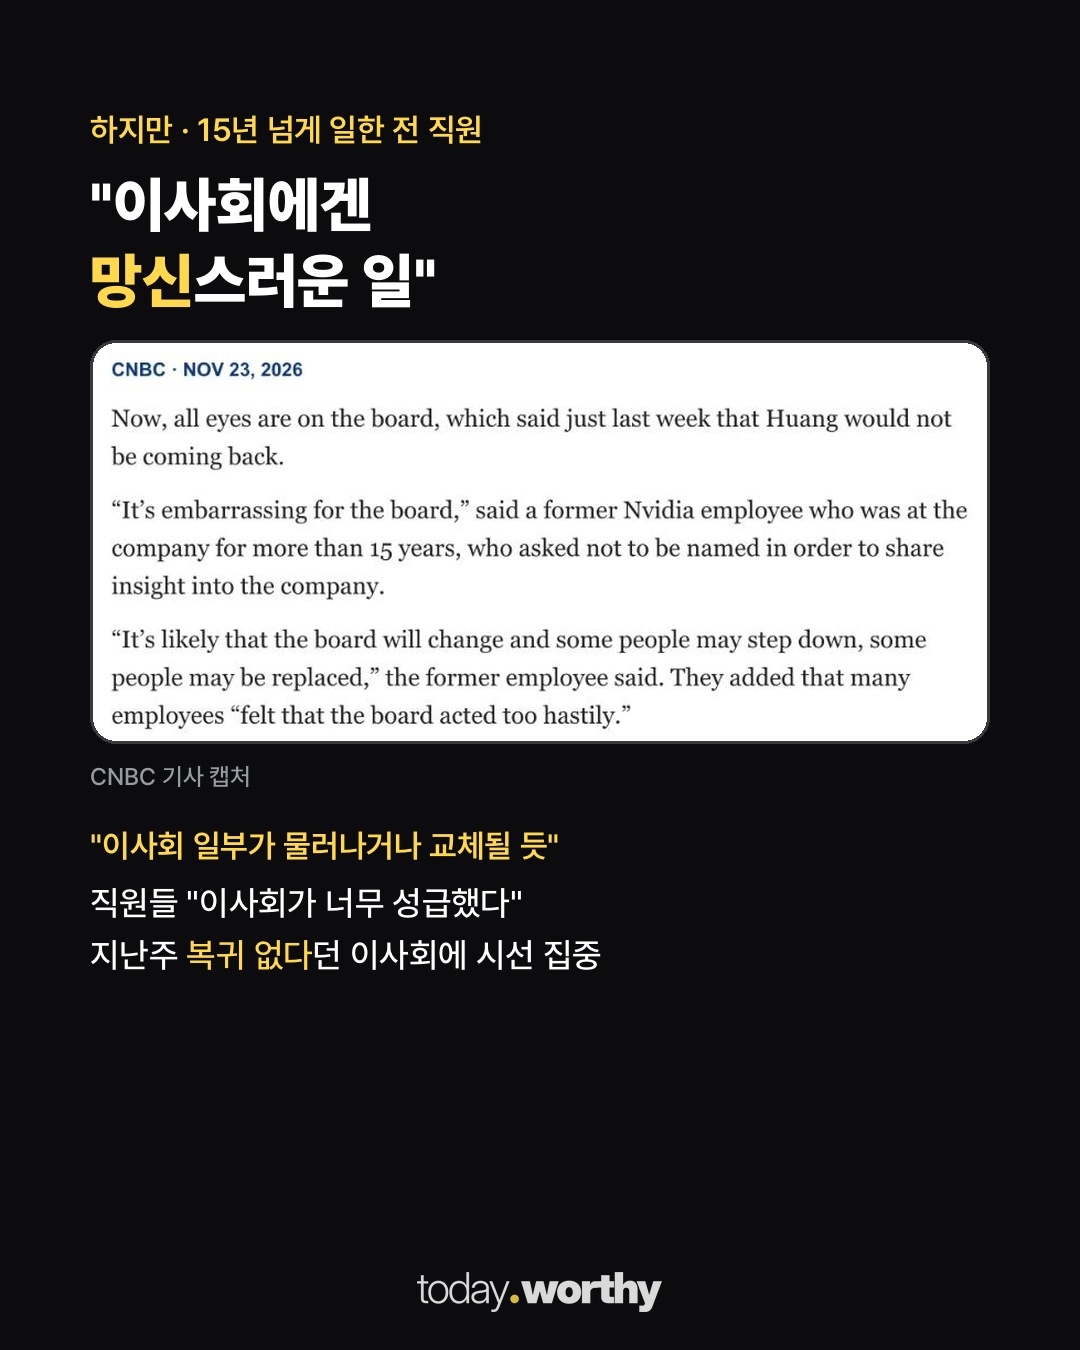 하지만 · 15년 넘게 일한 전 직원
"이사회에겐
망신스러운 일"
CNBC · NOV 23, 2026
Now, all eyes are on the board, which said just last week that Huang would not
be coming back.
“It’s embarrassing for the board,” said a former Nvidia employee who was at the
company for more than 15 years, who asked not to be named in order to share
insight into the company.
“It’s likely that the board will change and some people may step down, some
people may be replaced,” the former employee said. They added that many
employees “felt that the board acted too hastily.”
CNBC 기사 캡처
"이사회 일부가 물러나거나 교체될 듯"
직원들 "이사회가 너무 성급했다"
지난주 복귀 없다던 이사회에 시선 집중
today.worthy